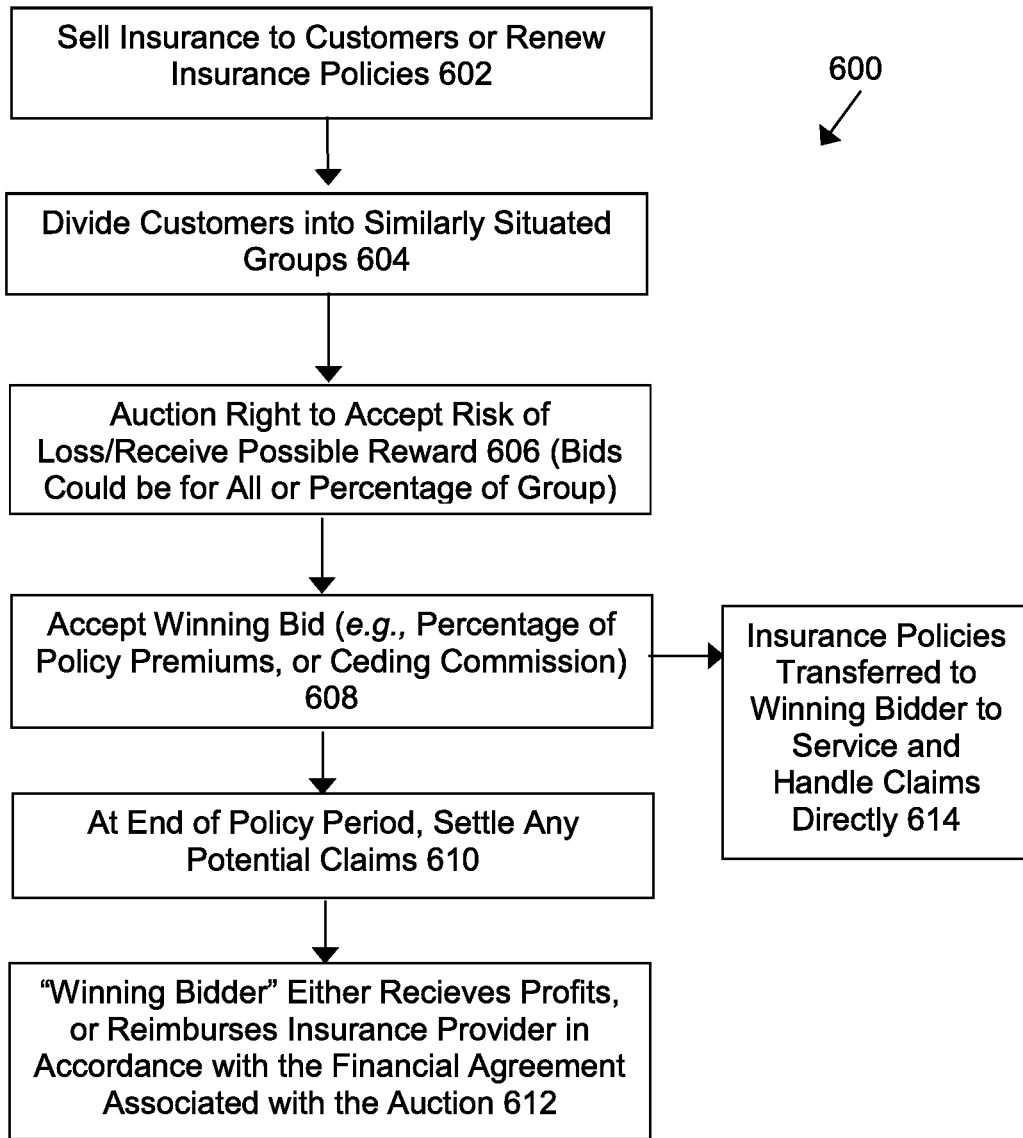 Sell Insurance to Customers or Renew
Insurance Policies 602
600
Divide Customers into Similarly Situated
Groups 604
Auction Right to Accept Risk of
Loss/Receive Possible Reward 606 (Bids
Could be for All or Percentage of Group)
Accept Winning Bid (e.g., Percentage of
Policy Premiums, or Ceding Commission)
608
Insurance Policies
Transferred to
Winning Bidder to
Service and
Handle Claims
Directly 614
At End of Policy Period, Settle Any
Potential Claims 610
“Winning Bidder” Either Recieves Profits,
or Reimburses Insurance Provider in
Accordance with the Financial Agreement
Associated with the Auction 612